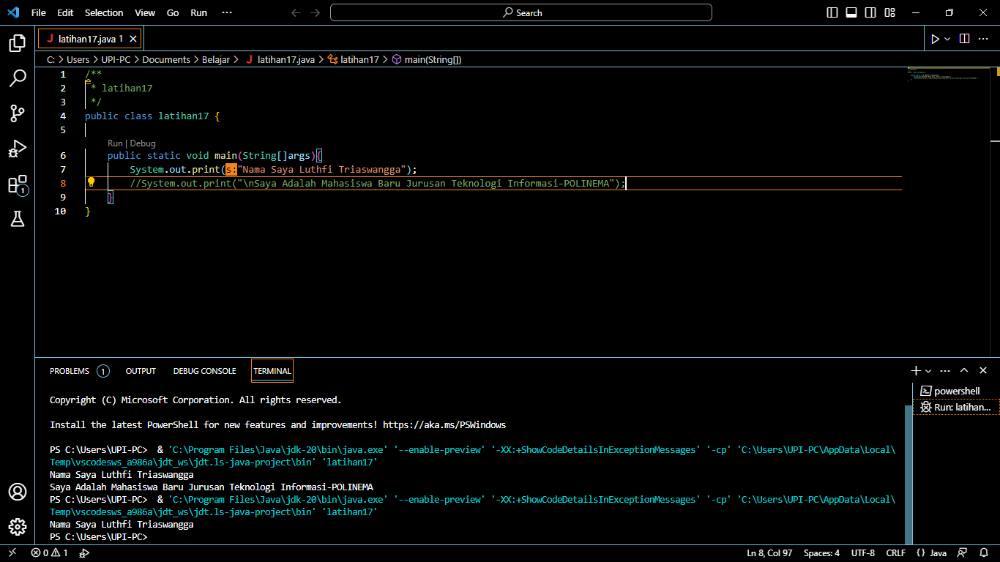 File Edit Selection View Go Run ··· Search
latihan17.java 1
C: > Users > UPI-PC > Documents > Belajar > J latihan17.java > latihan17 > main(String[])
1 /**
2 * latihan17
3 */
4 public class latihan17 {
5
Run | Debug
6 public static void main(String[]args){
7 System.out.print(s:"Nama Saya Luthfi Triaswangga");
8 //System.out.print("\nSaya Adalah Mahasiswa Baru Jurusan Teknologi Informasi-POLINEMA");
9 }
10 }
1
PROBLEMS 1 OUTPUT DEBUG CONSOLE TERMINAL
powershell
Run: latihan...
Copyright (C) Microsoft Corporation. All rights reserved.
Install the latest PowerShell for new features and improvements! https://aka.ms/PSWindows
PS C:\Users\UPI-PC>  & 'C:\Program Files\Java\jdk-20\bin\java.exe' '--enable-preview' '-XX:+ShowCodeDetailsInExceptionMessages' '-cp' 'C:\Users\UPI-PC\AppData\Local\
Temp\vscodesws_a986a\jdt_ws\jdt.ls-java-project\bin' 'latihan17'
Nama Saya Luthfi Triaswangga
Saya Adalah Mahasiswa Baru Jurusan Teknologi Informasi-POLINEMA
PS C:\Users\UPI-PC>  & 'C:\Program Files\Java\jdk-20\bin\java.exe' '--enable-preview' '-XX:+ShowCodeDetailsInExceptionMessages' '-cp' 'C:\Users\UPI-PC\AppData\Local\
Temp\vscodesws_a986a\jdt_ws\jdt.ls-java-project\bin' 'latihan17'
Nama Saya Luthfi Triaswangga
PS C:\Users\UPI-PC>
0 1 Ln 8, Col 97 Spaces: 4 UTF-8 CRLF {} Java